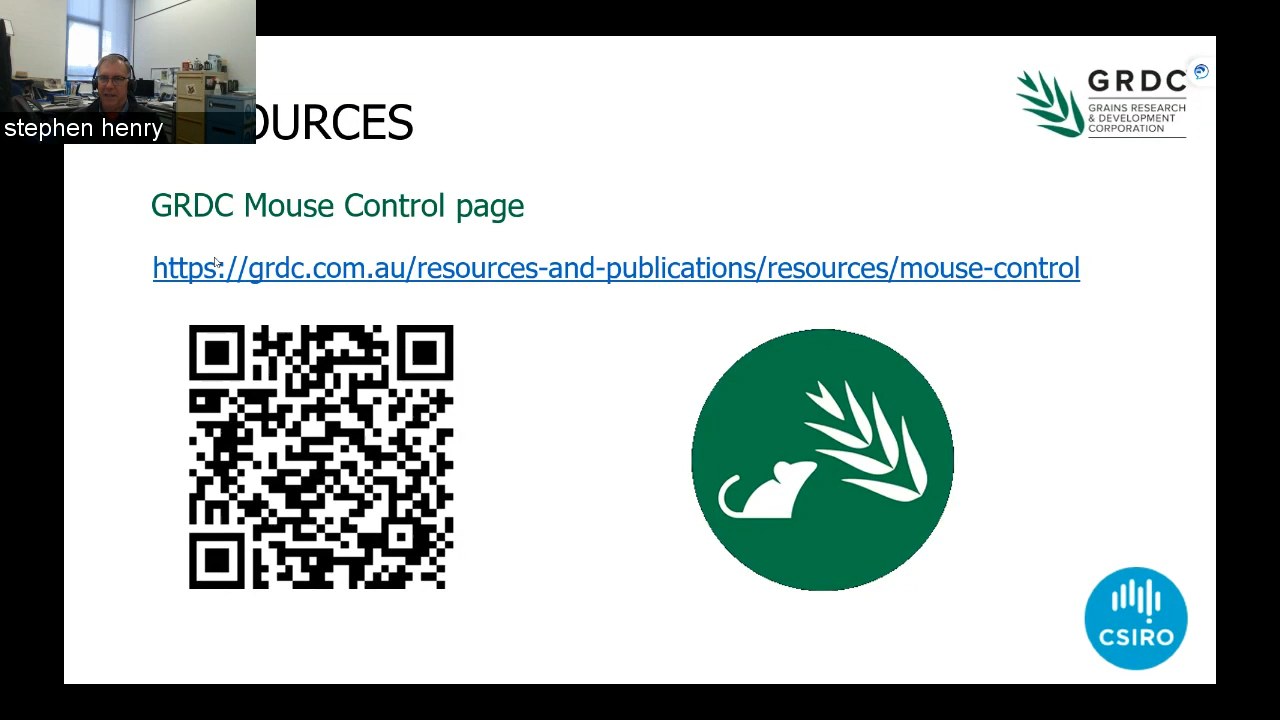 stephen henry
OURCES
GRDC
GRAINS RESEARCH
& DEVELOPMENT
CORPORATION
GRDC Mouse Control page
https://grdc.com.au/resources-and-publications/resources/mouse-control
CSIRO